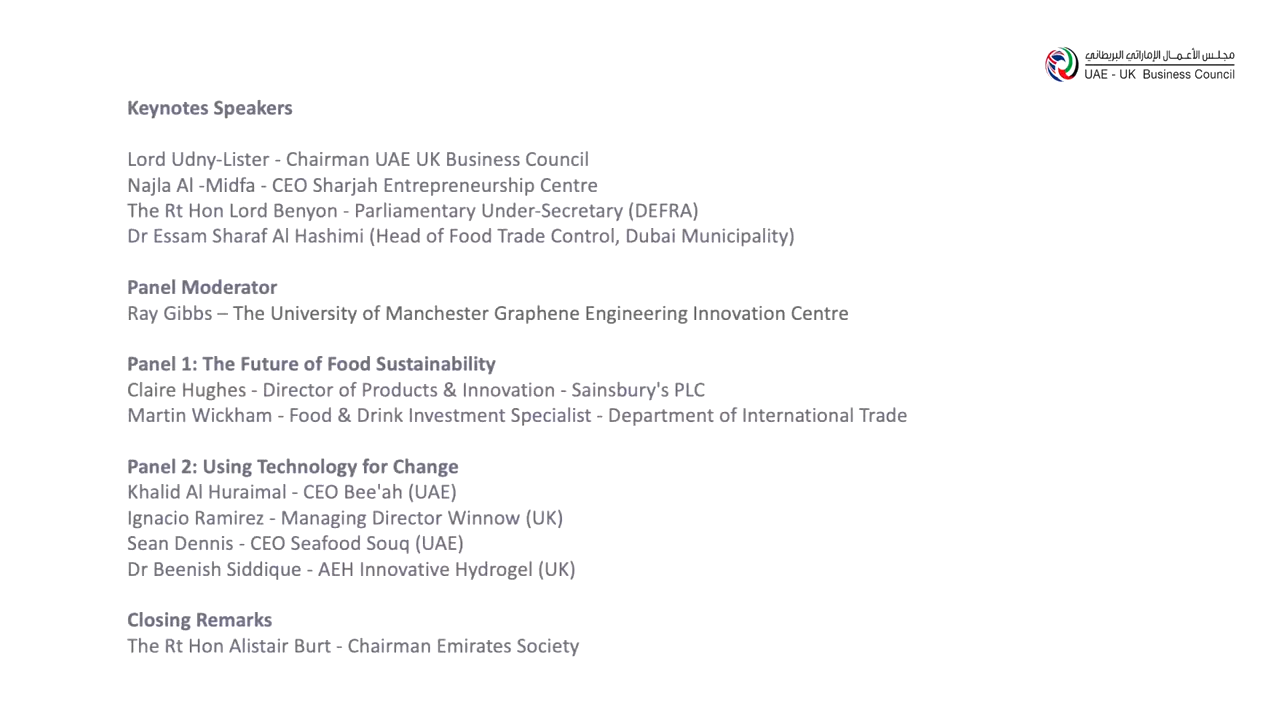 مجلس الأعمال الإماراتي البريطاني
UAE - UK Business Council
Keynotes Speakers
Lord Udny-Lister - Chairman UAE UK Business Council
Najla Al -Midfa - CEO Sharjah Entrepreneurship Centre
The Rt Hon Lord Benyon - Parliamentary Under-Secretary (DEFRA)
Dr Essam Sharaf Al Hashimi (Head of Food Trade Control, Dubai Municipality)
Panel Moderator
Ray Gibbs – The University of Manchester Graphene Engineering Innovation Centre
Panel 1: The Future of Food Sustainability
Claire Hughes - Director of Products & Innovation - Sainsbury's PLC
Martin Wickham - Food & Drink Investment Specialist - Department of International Trade
Panel 2: Using Technology for Change
Khalid Al Huraimal - CEO Bee'ah (UAE)
Ignacio Ramirez - Managing Director Winnow (UK)
Sean Dennis - CEO Seafood Souq (UAE)
Dr Beenish Siddique - AEH Innovative Hydrogel (UK)
Closing Remarks
The Rt Hon Alistair Burt - Chairman Emirates Society